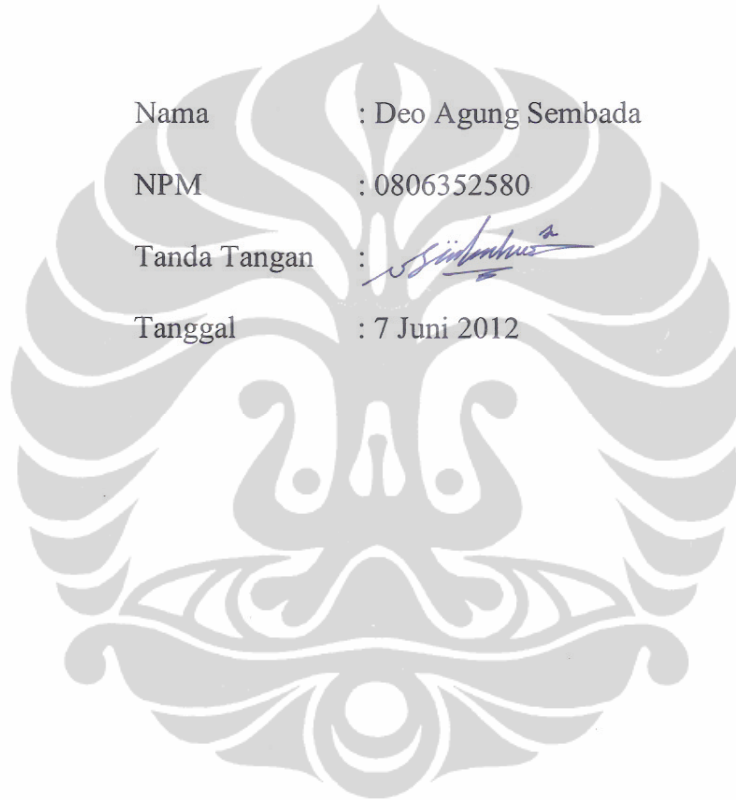 Nama : Deo Agung Sembada
NPM : 0806352580
Tanda Tangan :
Tanggal : 7 Juni 2012